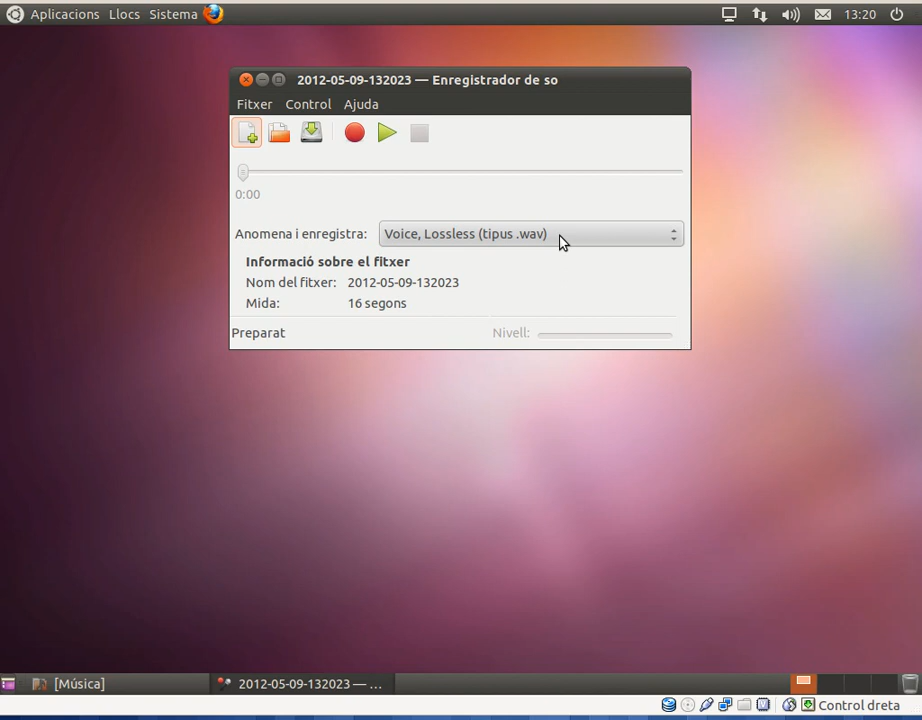 Aplicacions Llocs Sistema 13:20
2012-05-09-132023 — Enregistrador de so
Fitxer Control Ajuda
0:00
Anomena i enregistra: Voice, Lossless (tipus .wav)
Informació sobre el fitxer
Nom del fitxer: 2012-05-09-132023
Mida: 16 segons
Preparat Nivell:
[Música] 2012-05-09-132023 — ...
Control dreta